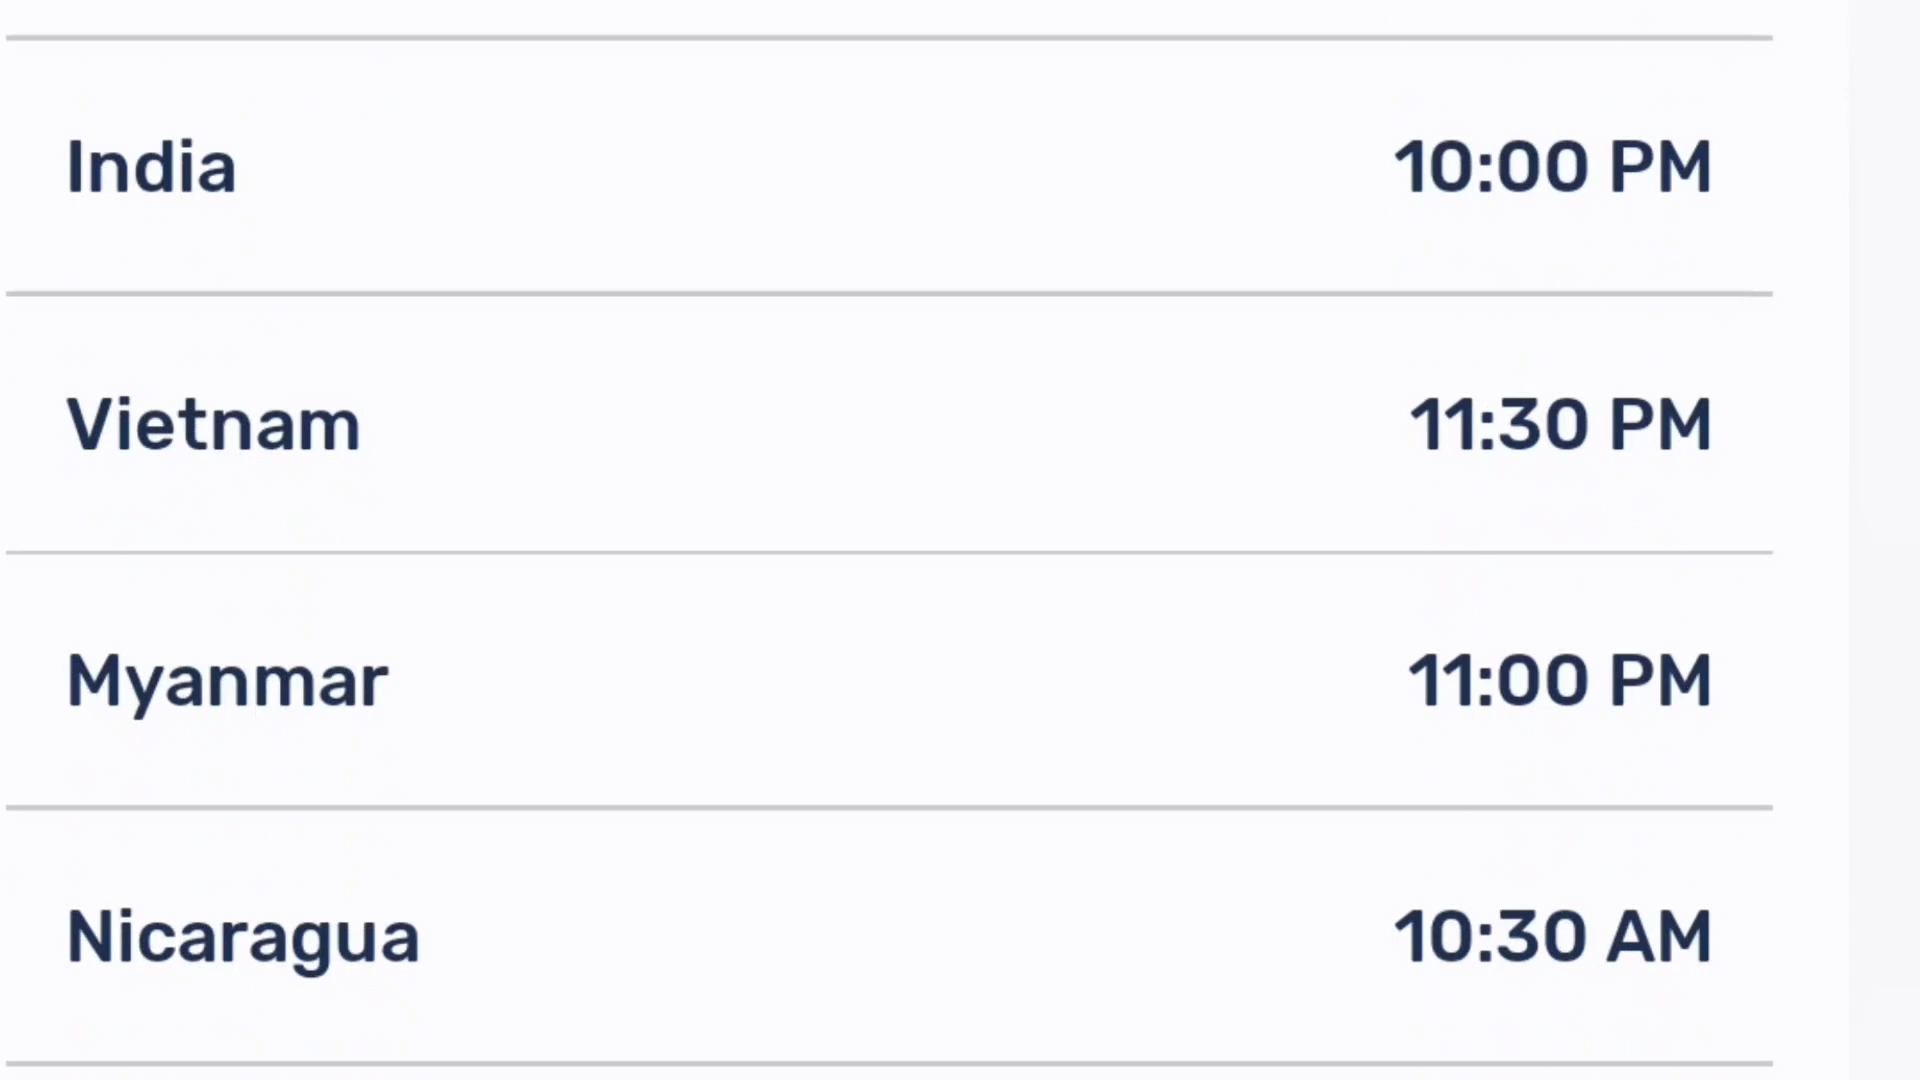 India 10:00 PM
Vietnam 11:30 PM
Myanmar 11:00 PM
Nicaragua 10:30 AM